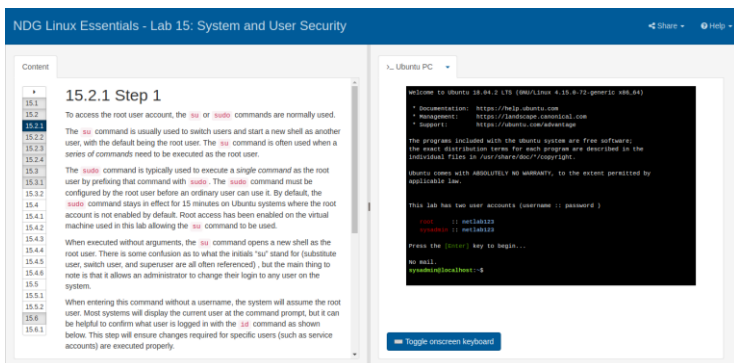 NDG Linux Essentials - Lab 15: System and User Security
Share
Help
Content
15.1
15.2
15.2.1
15.2.2
15.2.3
15.2.4
15.3
15.3.1
15.3.2
15.4
15.4.1
15.4.2
15.4.3
15.4.4
15.4.5
15.4.6
15.5
15.5.1
15.5.2
15.6
15.6.1
15.2.1 Step 1
To access the root user account, the su or sudo commands are normally used.
The su command is usually used to switch users and start a new shell as another
user, with the default being the root user. The su command is often used when a
series of commands need to be executed as the root user.
The sudo command is typically used to execute a single command as the root
user by prefixing that command with sudo . The sudo command must be
configured by the root user before an ordinary user can use it. By default, the
sudo command stays in effect for 15 minutes on Ubuntu systems where the root
account is not enabled by default. Root access has been enabled on the virtual
machine used in this lab allowing the su command to be used.
When executed without arguments, the su command opens a new shell as the
root user. There is some confusion as to what the initials "su" stand for (substitute
user, switch user, and superuser are all often referenced) , but the main thing to
note is that it allows an administrator to change their login to any user on the
system.
When entering this command without a username, the system will assume the root
user. Most systems will display the current user at the command prompt, but it can
be helpful to confirm what user is logged in with the id command as shown
below. This step will ensure changes required for specific users (such as service
accounts) are executed properly.
>_ Ubuntu PC
Welcome to Ubuntu 18.04.2 LTS (GNU/Linux 4.15.0-72-generic x86_64)
* Documentation: https://help.ubuntu.com
* Management: https://landscape.canonical.com
* Support: https://ubuntu.com/advantage
The programs included with the Ubuntu system are free software;
the exact distribution terms for each program are described in the
individual files in /usr/share/doc/*/copyright.
Ubuntu comes with ABSOLUTELY NO WARRANTY, to the extent permitted by
applicable law.
This lab has two user accounts (username :: password )
root :: netlab123
sysadmin :: netlab123
Press the [Enter] key to begin...
No mail.
sysadmin@localhost:~$
Toggle onscreen keyboard